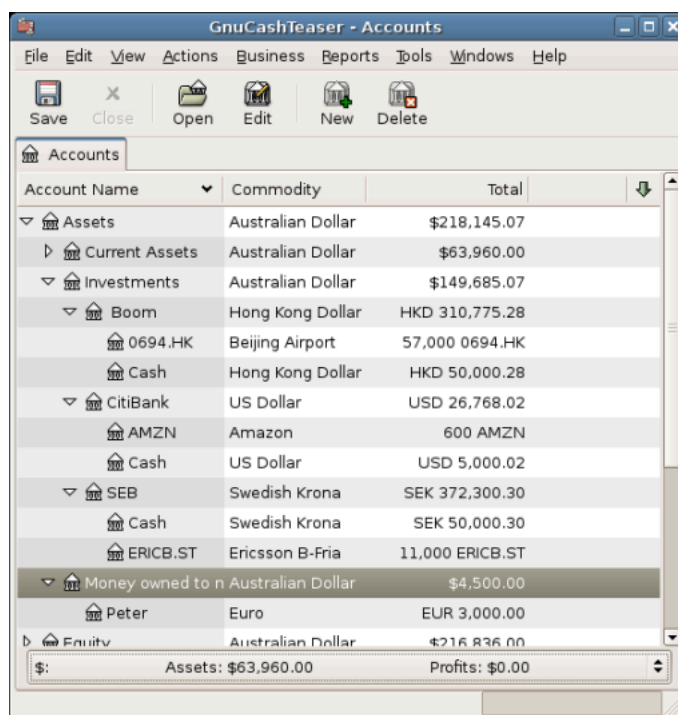 GnuCashTeaser - Accounts
File Edit View Actions Business Reports Tools Windows Help
Save Close Open Edit New Delete
Accounts
Account Name Commodity Total
Assets Australian Dollar $218,145.07
Current Assets Australian Dollar $63,960.00
Investments Australian Dollar $149,685.07
Boom Hong Kong Dollar HKD 310,775.28
0694.HK Beijing Airport 57,000 0694.HK
Cash Hong Kong Dollar HKD 50,000.28
CitiBank US Dollar USD 26,768.02
AMZN Amazon 600 AMZN
Cash US Dollar USD 5,000.02
SEB Swedish Krona SEK 372,300.30
Cash Swedish Krona SEK 50,000.30
ERICB.ST Ericsson B-Fria 11,000 ERICB.ST
Money owned to n Australian Dollar $4,500.00
Peter Euro EUR 3,000.00
Equity Australian Dollar $216,836.00
$: Assets: $63,960.00 Profits: $0.00